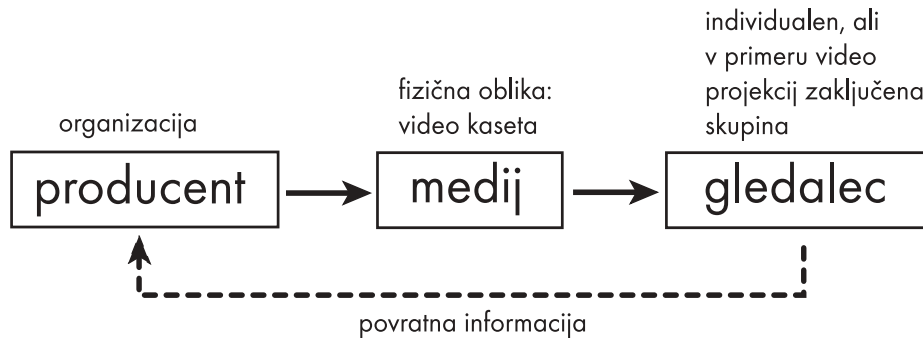 organizacija
producent
fizična oblika:
video kaseta
medij
individualen, ali
v primeru video
projekcij zaključena
skupina
gledalec
povratna informacija